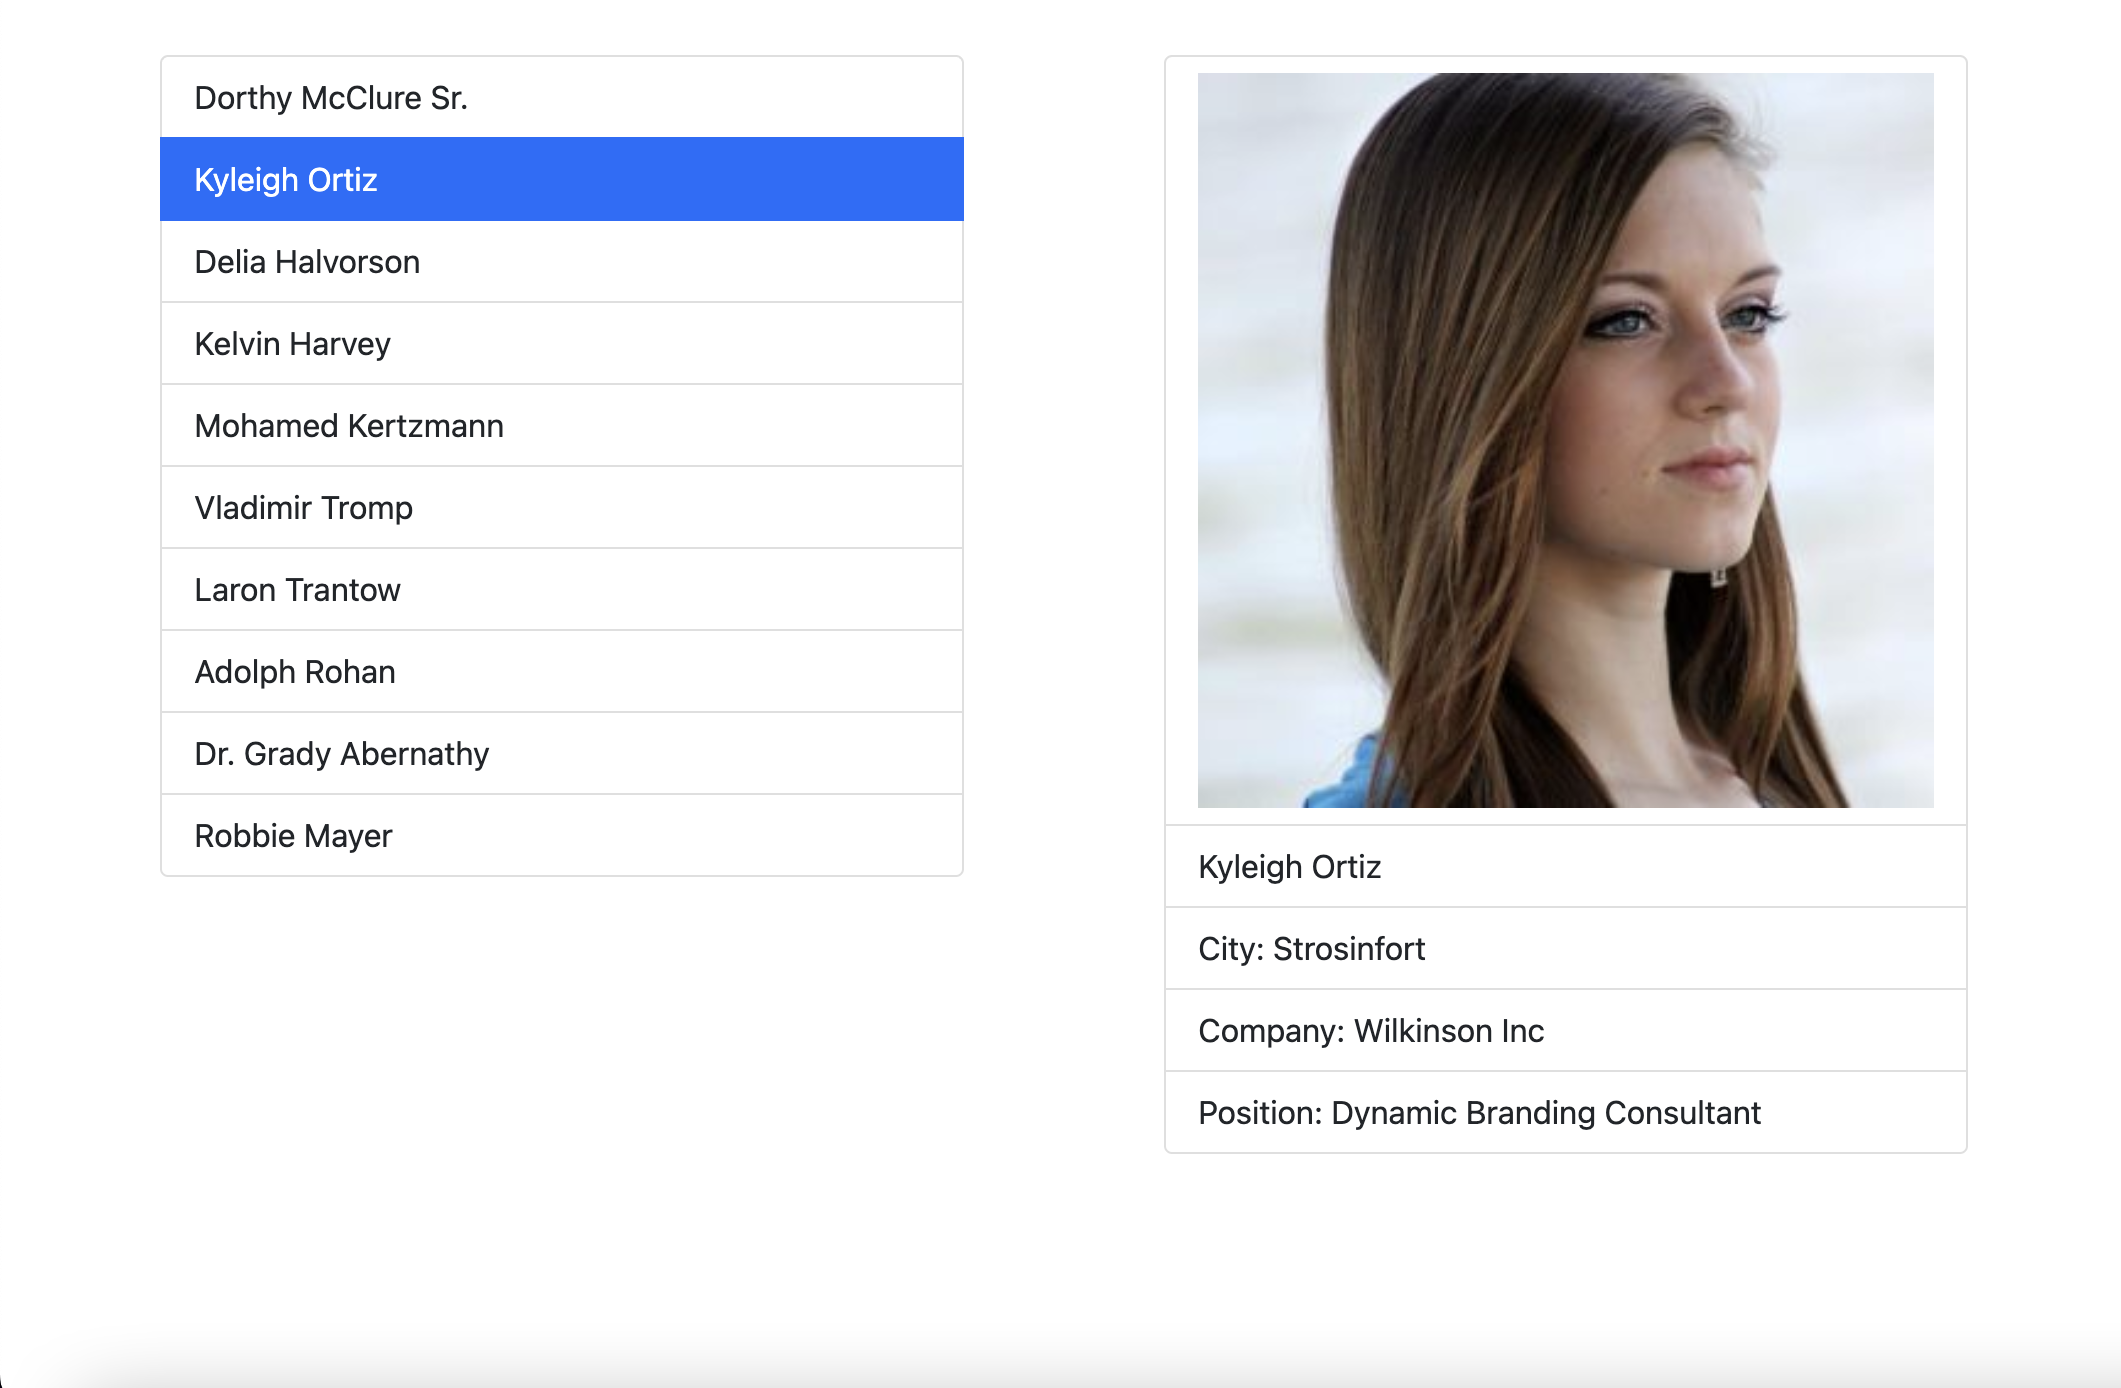 Dorthy McClure Sr.
Kyleigh Ortiz
Delia Halvorson
Kelvin Harvey
Mohamed Kertzmann
Vladimir Tromp
Laron Trantow
Adolph Rohan
Dr. Grady Abernathy
Robbie Mayer
Kyleigh Ortiz
City: Strosinfort
Company: Wilkinson Inc
Position: Dynamic Branding Consultant